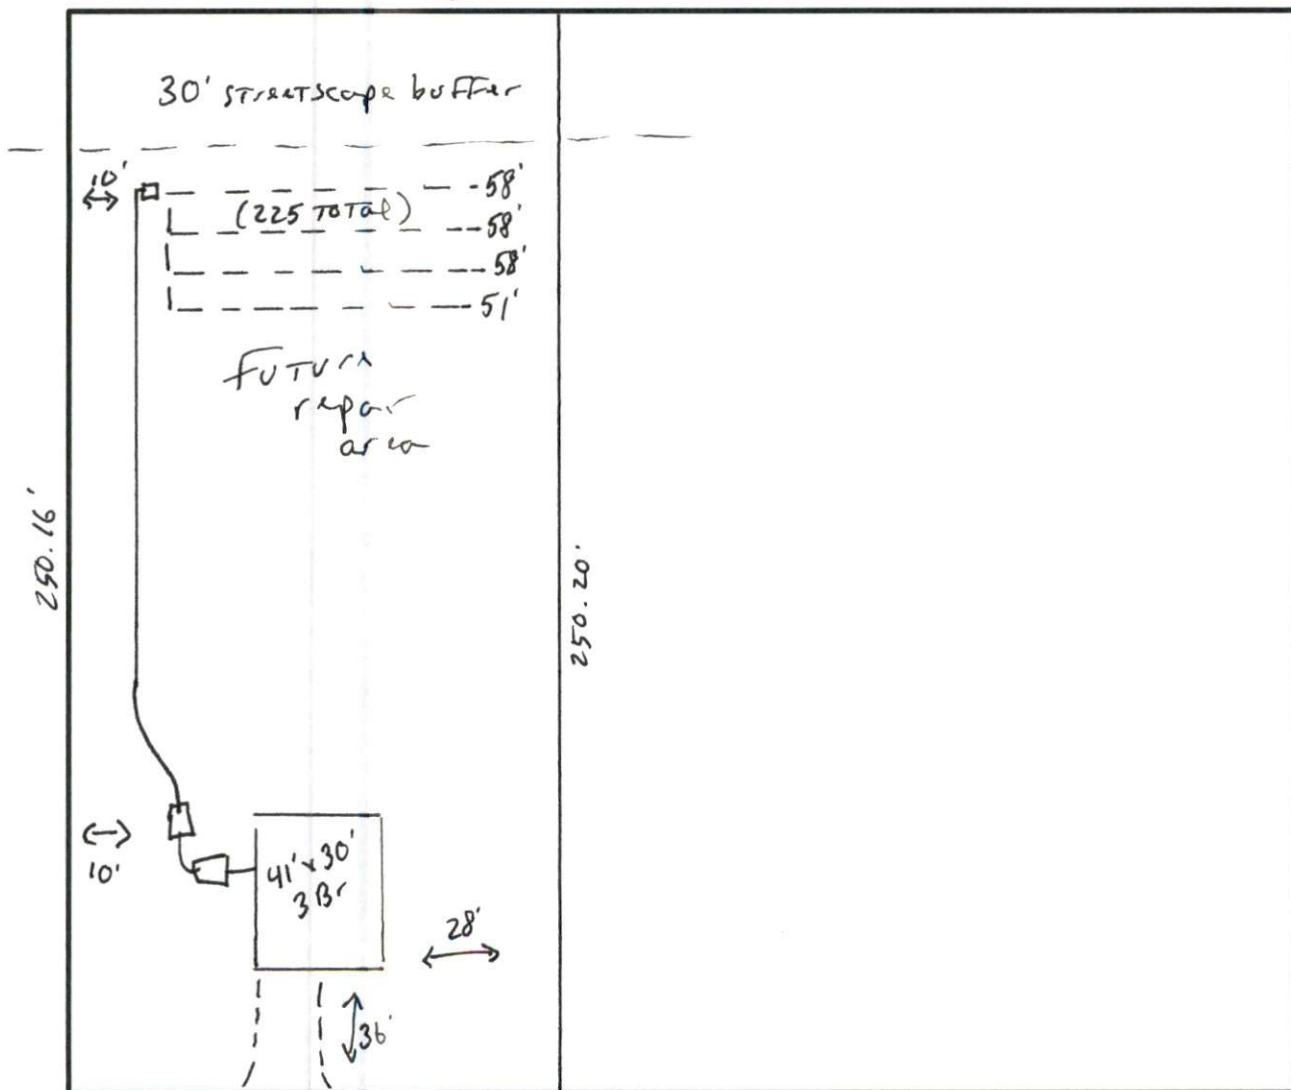 30' STreeTscape buffer
10'
58'
(225 TOTAL)
58'
58'
51'
FUTURE
repair
area
250.16'
250.20'
10'
41' x 30'
3 Br
28'
36'